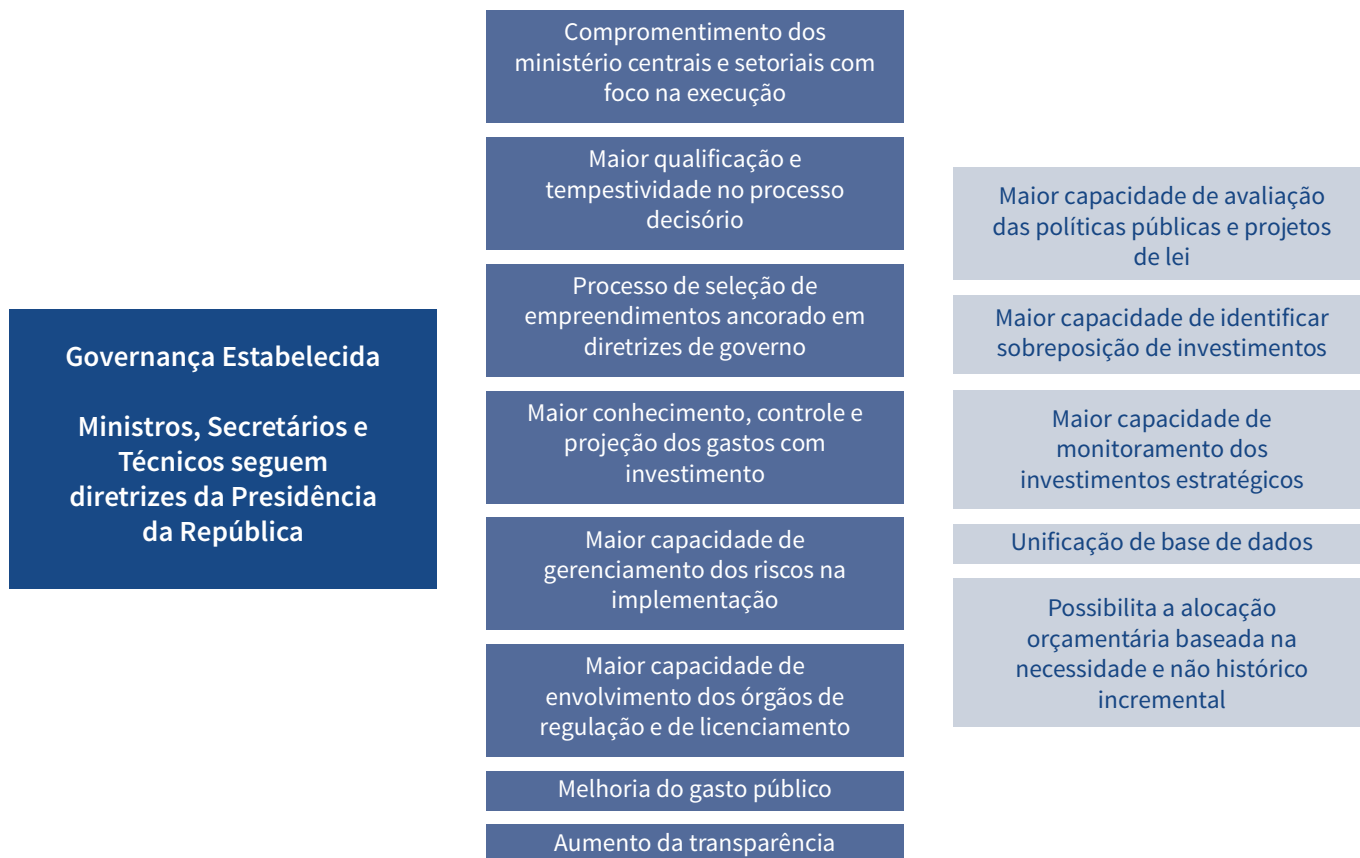 Governança Estabelecida
Ministros, Secretários e
Técnicos seguem
diretrizes da Presidência
da República
Compromentimento dos
ministério centrais e setoriais com
foco na execução
Maior qualificação e
tempestividade no processo
decisório
Processo de seleção de
empreendimentos ancorado em
diretrizes de governo
Maior conhecimento, controle e
projeção dos gastos com
investimento
Maior capacidade de
gerenciamento dos riscos na
implementação
Maior capacidade de
envolvimento dos órgãos de
regulação e de licenciamento
Melhoria do gasto público
Aumento da transparência
Maior capacidade de avaliação
das políticas públicas e projetos
de lei
Maior capacidade de identificar
sobreposição de investimentos
Maior capacidade de
monitoramento dos
investimentos estratégicos
Unificação de base de dados
Possibilita a alocação
orçamentária baseada na
necessidade e não histórico
incremental